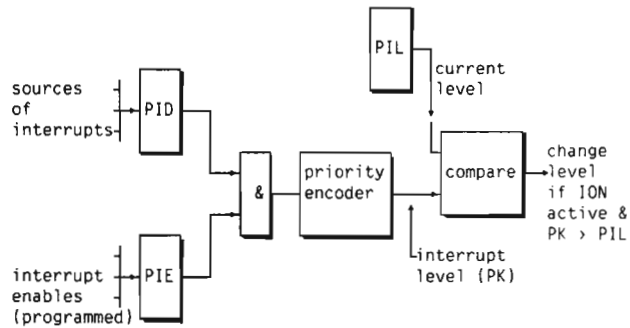 PIL
current
level
sources
of
interrupts
PID
&
priority
encoder
compare
change
level
if ION
active &
PK > PIL
interrupt
level (PK)
interrupt
enables
(programmed)
PIE